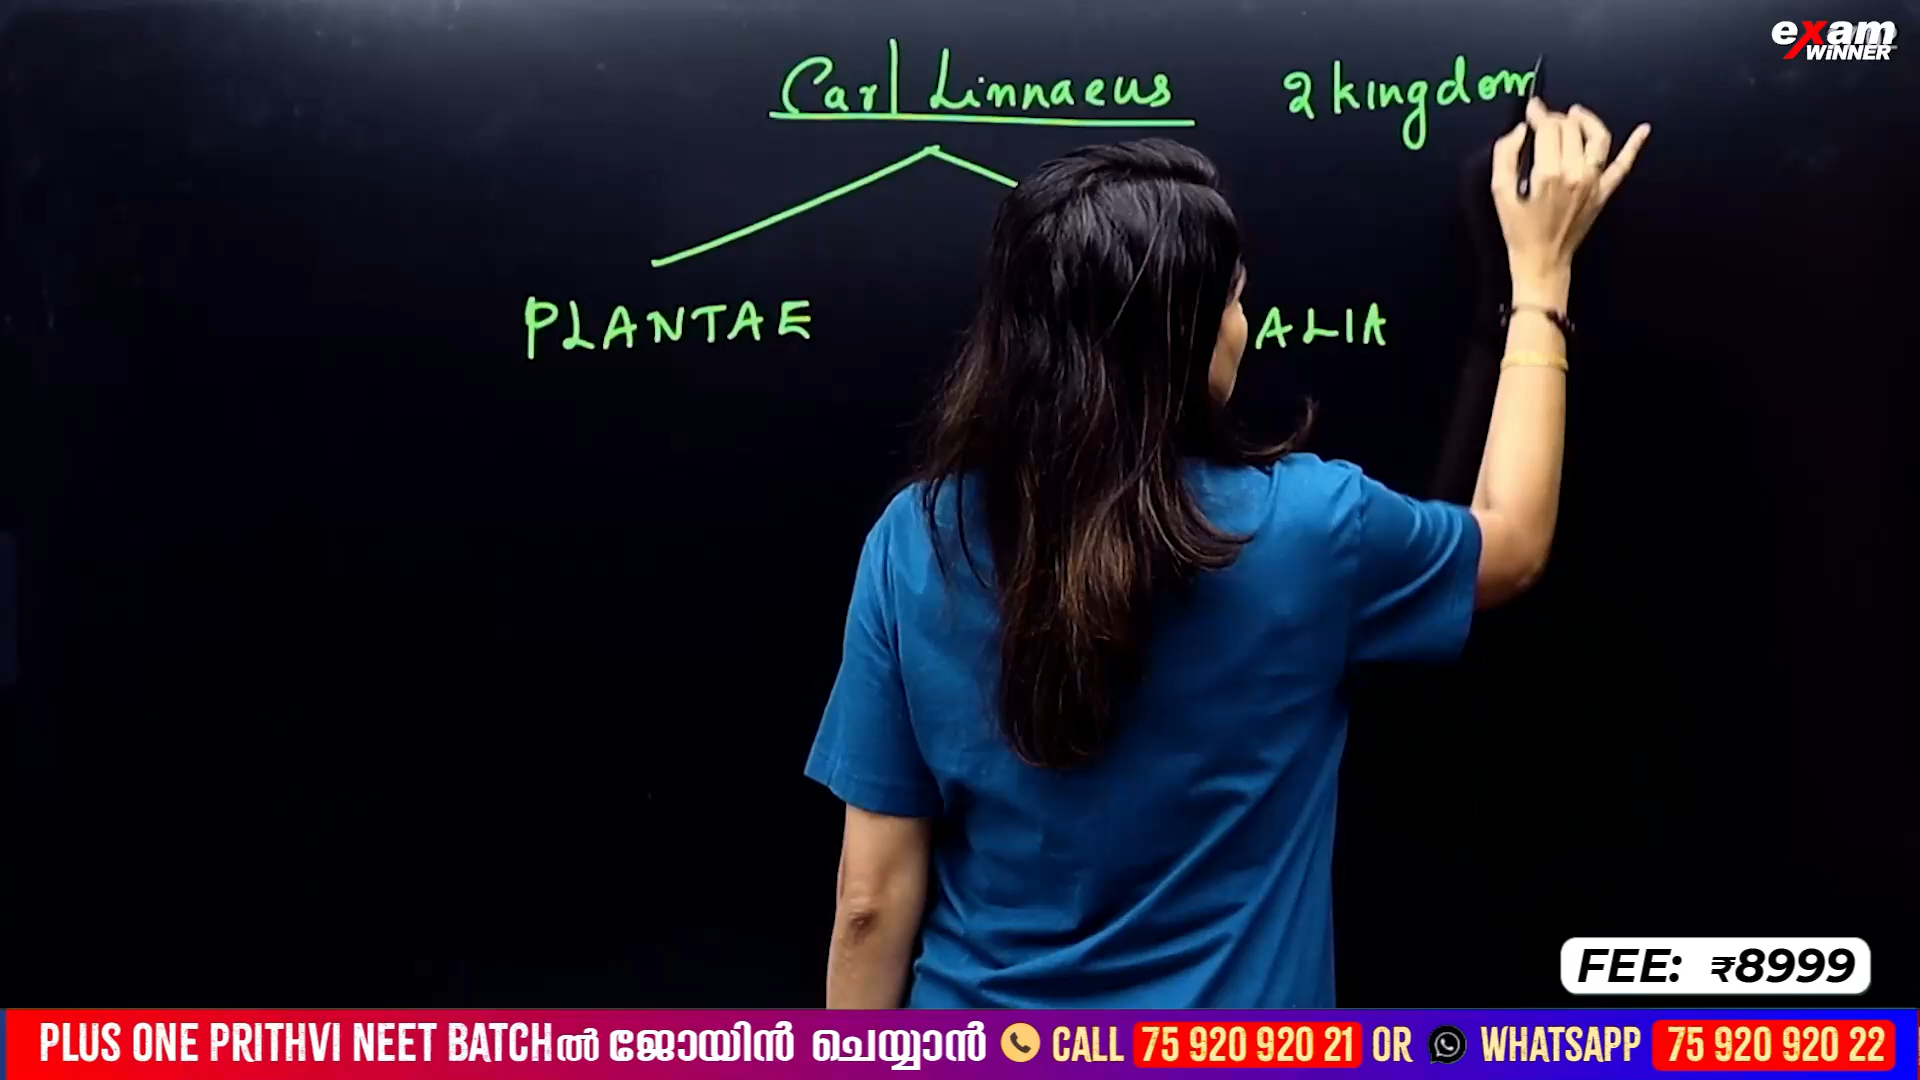 exam
WINNER
Carl Linnaeus 2 kingdom
PLANTAE ALIA
FEE: ₹8999
PLUS ONE PRITHVI NEET BATCHൽ ജോയിൻ ചെയ്യാൻ CALL 75 920 920 21 OR WHATSAPP 75 920 920 22